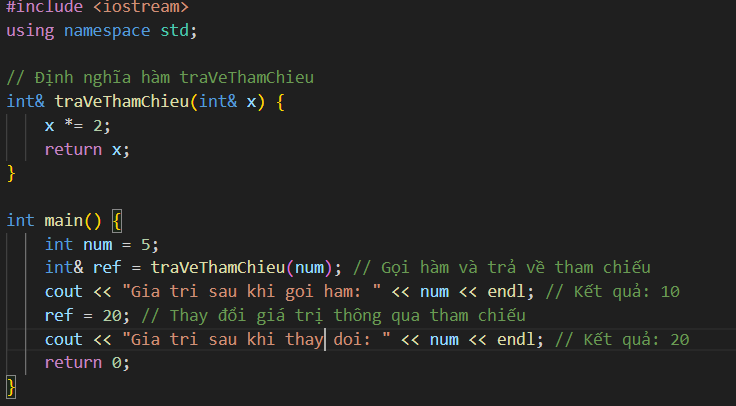 #include <iostream>
using namespace std;
// Định nghĩa hàm traVeThamChieu
int& traVeThamChieu(int& x) {
x *= 2;
return x;
}
int main() {
int num = 5;
int& ref = traVeThamChieu(num); // Gọi hàm và trả về tham chiếu
cout << "Gia tri sau khi goi ham: " << num << endl; // Kết quả: 10
ref = 20; // Thay đổi giá trị thông qua tham chiếu
cout << "Gia tri sau khi thay doi: " << num << endl; // Kết quả: 20
return 0;
}